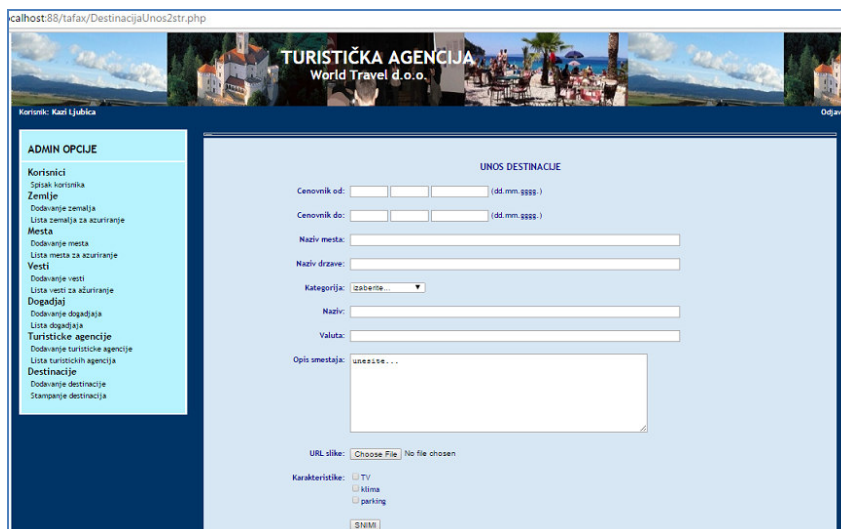 ocalhost:88/tafax/DestinacijaUnos2str.php
TURISTIČKA AGENCIJA
World Travel d.o.o.
Korisnik: Kazi Ljubica
Odjav
ADMIN OPCIJE
Korisnici
Spisak korisnika
Zemlje
Dodavanje zemalja
Lista zemalja za azuriranje
Mesta
Dodavanje mesta
Lista mesta za azuriranje
Vesti
Dodavanje vesti
Lista vesti za ažuriranje
Dogadjaj
Dodavanje dogadjaja
Lista dogadjaja
Turisticke agencije
Dodavanje turisticke agencije
Lista turistickih agencija
Destinacije
Dodavanje destinacije
Stampanje destinacija
UNOS DESTINACIJE
Cenovnik od: (dd.mm.gggg.)
Cenovnik do: (dd.mm.gggg.)
Naziv mesta:
Naziv drzave:
Kategorija: izaberite...
Naziv:
Valuta:
Opis smestaja: unesite...
URL slike: Choose File No file chosen
Karakteristike: TV
klima
parking
SNIMI